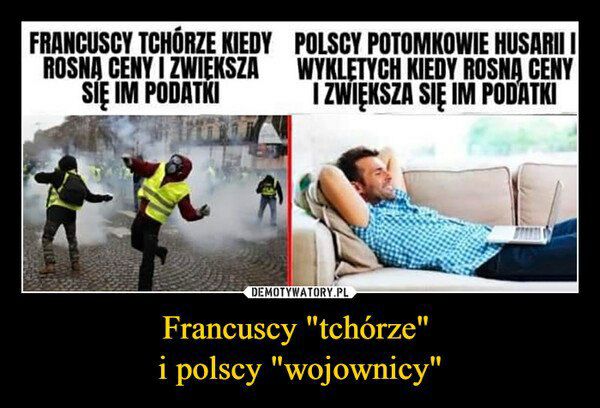 FRANCUSCY TCHÓRZE KIEDY
ROSNĄ CENY I ZWIĘKSZA
SIĘ IM PODATKI
POLSCY POTOMKOWIE HUSARII I
WYKLĘTYCH KIEDY ROSNĄ CENY
I ZWIĘKSZA SIĘ IM PODATKI
DEMOTYWATORY.PL
Francuscy "tchórze"
i polscy "wojownicy"